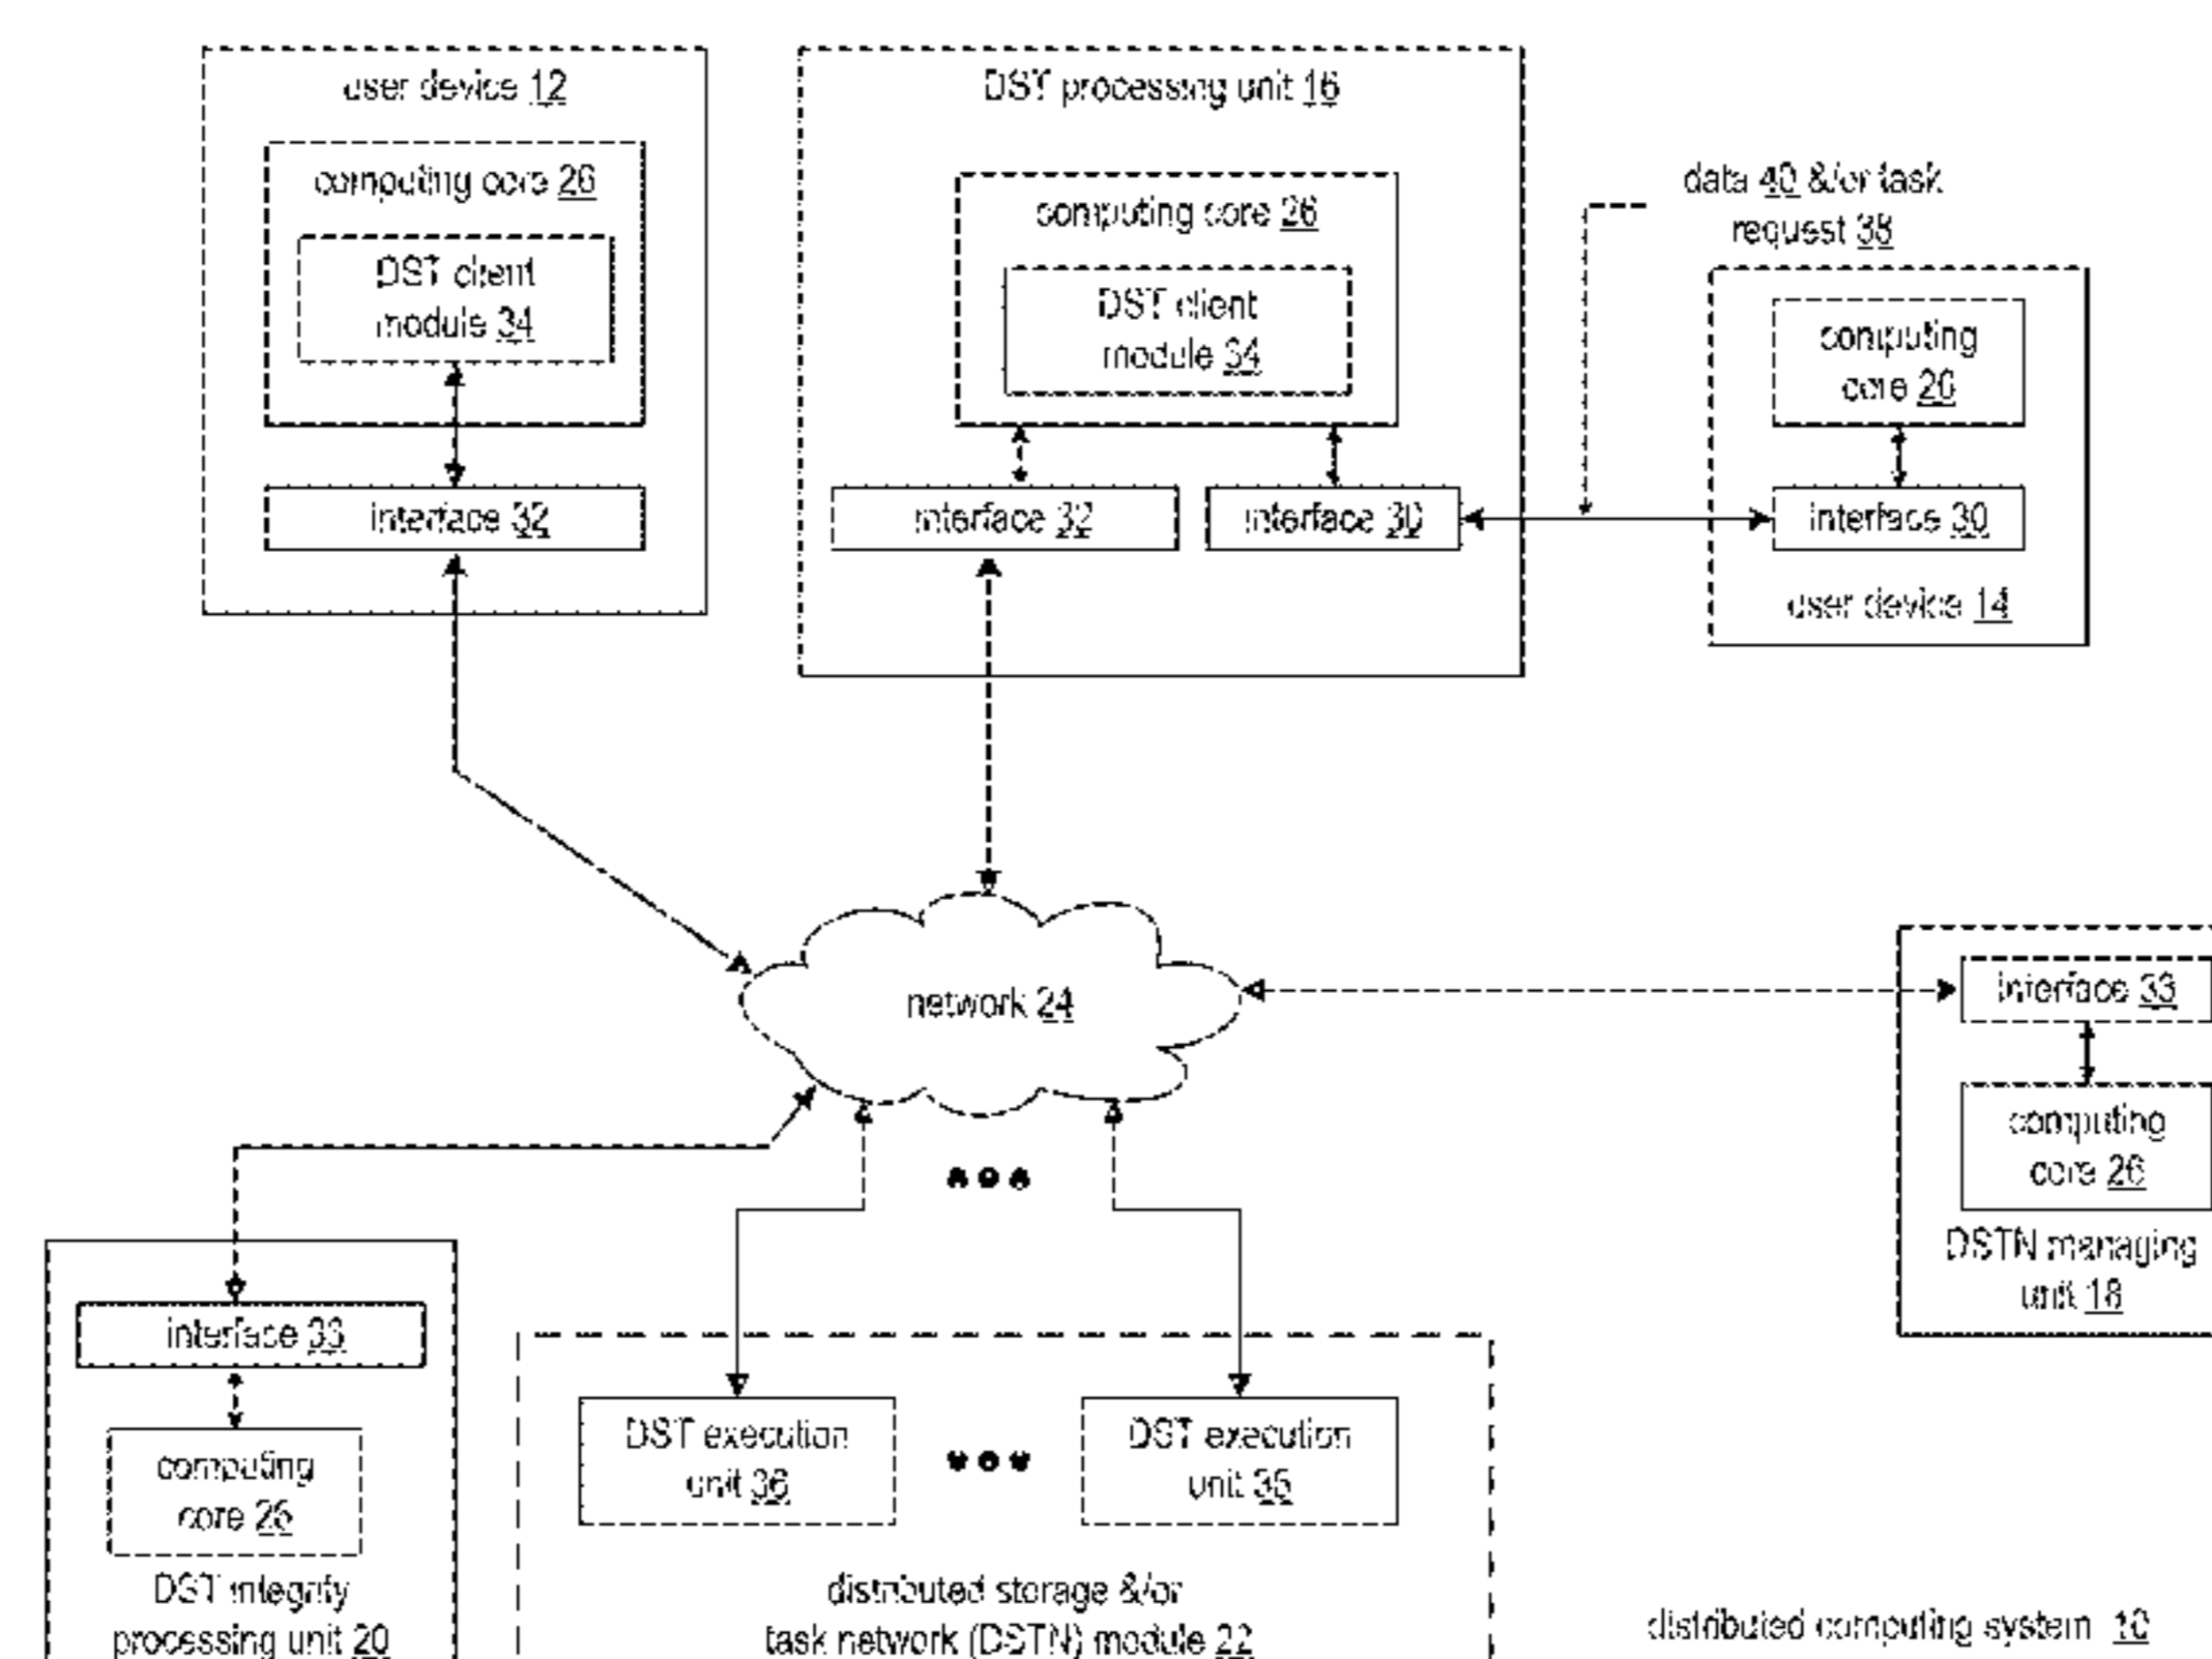 user device 12
computing core 26
DST client
module 34
interface 32
DST processing unit 16
computing core 26
DST client
module 34
interface 32
interface 30
data 40 &/or task
request 38
computing
core 26
interface 30
user device 14
network 24
interface 33
computing
core 26
DSTN managing
unit 18
interface 33
computing
core 26
DST integrity
processing unit 20
DST execution
unit 36
DST execution
unit 36
distributed storage &/or
task network (DSTN) module 22
distributed computing system 10